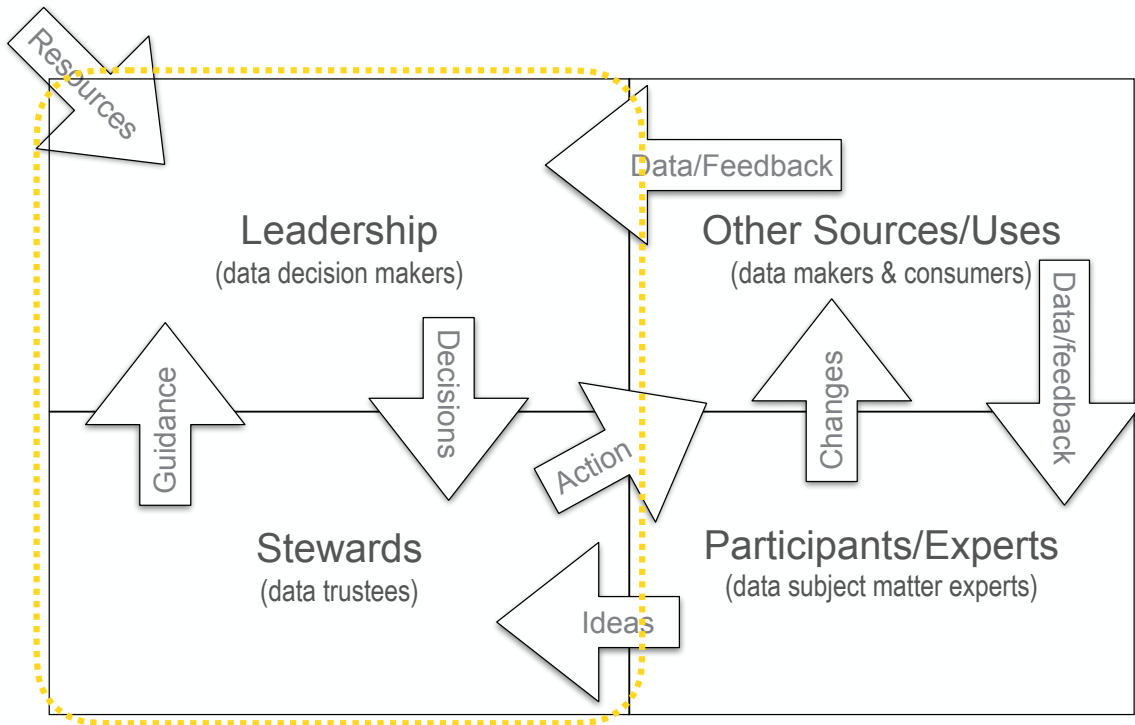 Resources
Data/Feedback
Leadership
(data decision makers)
Other Sources/Uses
(data makers & consumers)
Guidance
Decisions
Action
Changes
Data/feedback
Stewards
(data trustees)
Participants/Experts
(data subject matter experts)
Ideas